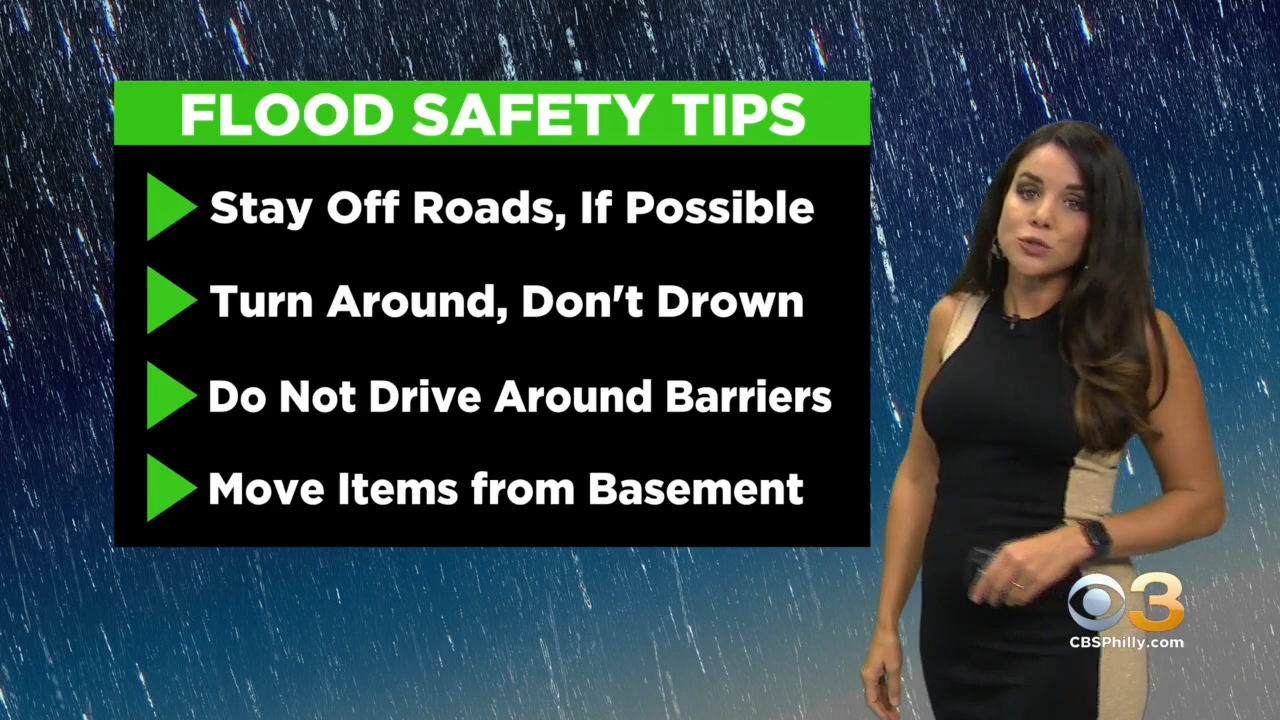 FLOOD SAFETY TIPS
Stay Off Roads, If Possible
Turn Around, Don't Drown
Do Not Drive Around Barriers
Move Items from Basement
3
CBSPhilly.com